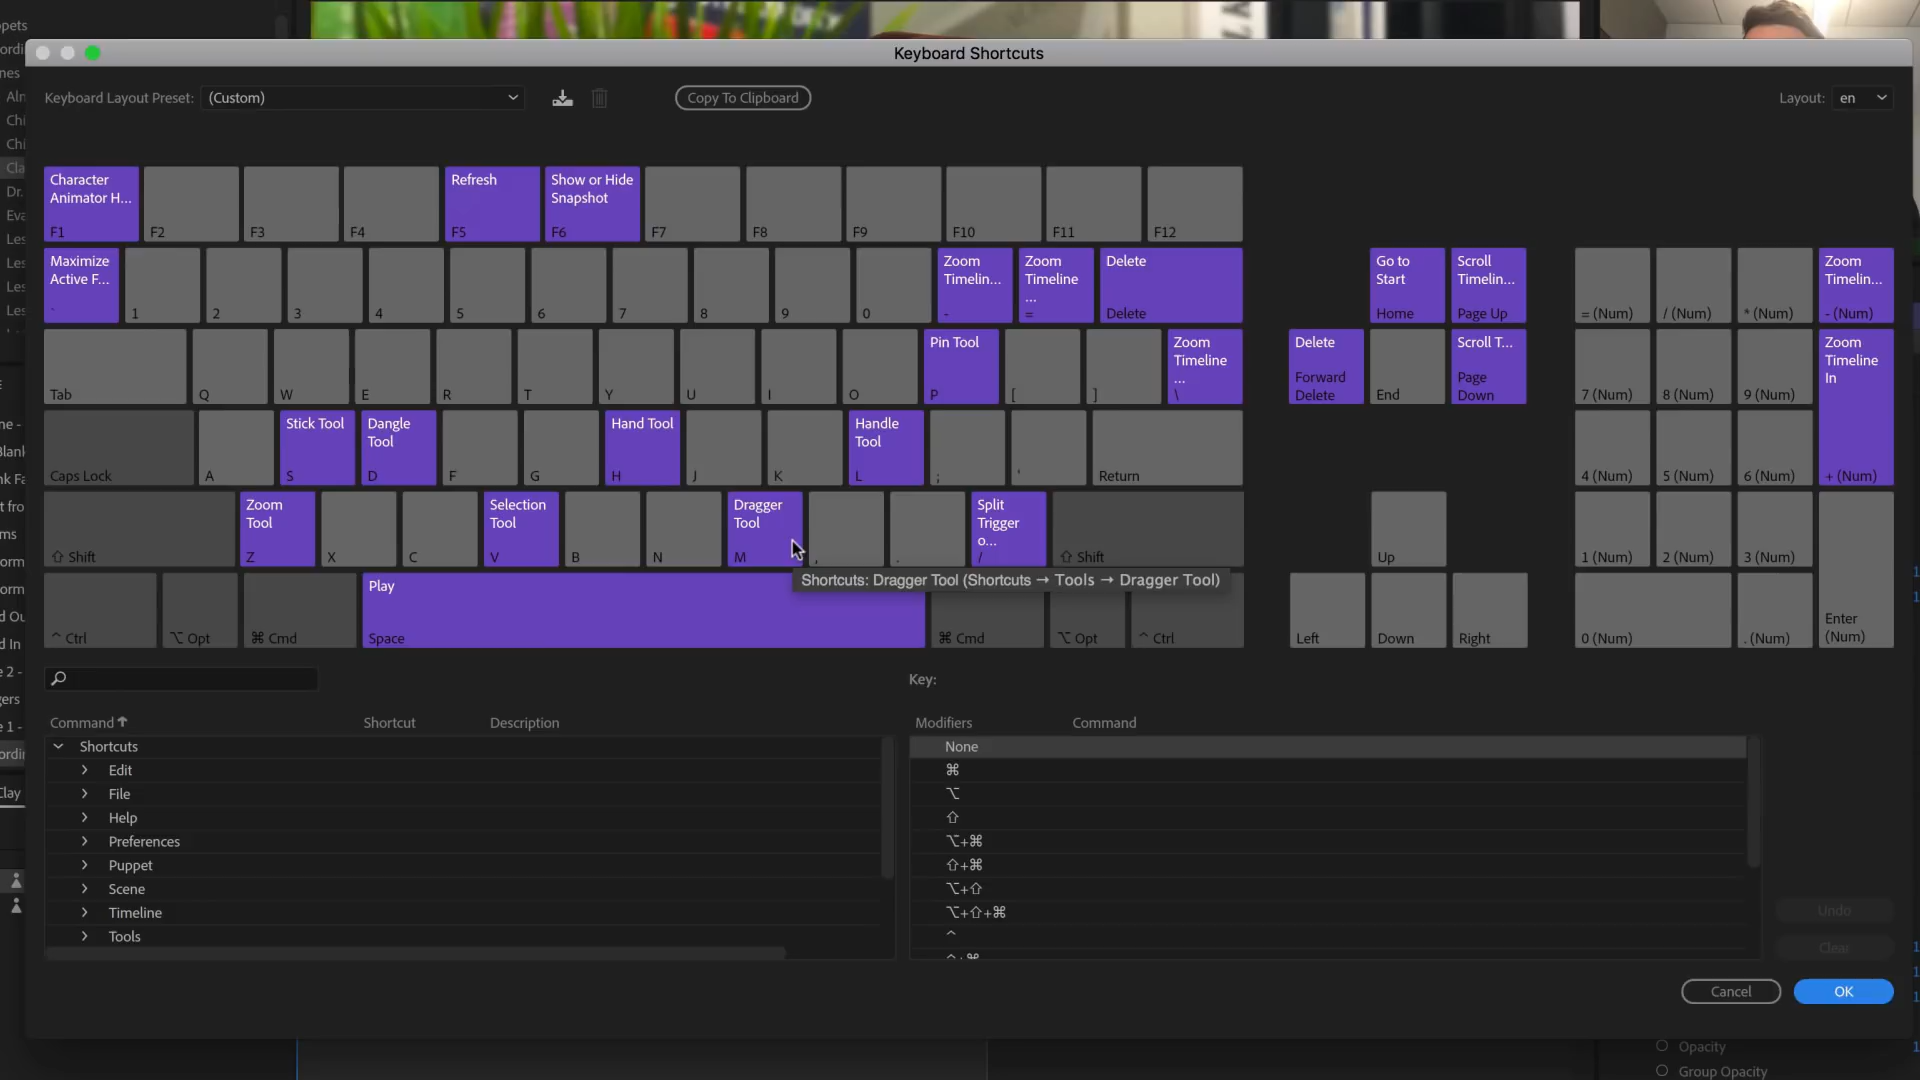 Keyboard Shortcuts
Keyboard Layout Preset: (Custom)
Copy To Clipboard
Layout: en
Character Animator H...
F1
F2
F3
F4
Refresh
F5
Show or Hide Snapshot
F6
F7
F8
F9
F10
F11
F12
Maximize Active F...
`
1
2
3
4
5
6
7
8
9
0
Zoom Timelin...
-
Zoom Timeline ...
=
Delete
Delete
Go to Start
Home
Scroll Timelin...
Page Up
= (Num)
/ (Num)
* (Num)
Zoom Timelin...
- (Num)
Tab
Q
W
E
R
T
Y
U
I
O
Pin Tool
P
[
]
Zoom Timeline ...
\
Delete
Forward Delete
End
Scroll T...
Page Down
7 (Num)
8 (Num)
9 (Num)
Zoom Timeline In
+ (Num)
Caps Lock
A
Stick Tool
S
Dangle Tool
D
F
G
Hand Tool
H
J
K
Handle Tool
L
;
'
Return
4 (Num)
5 (Num)
6 (Num)
⇧ Shift
Zoom Tool
Z
X
C
Selection Tool
V
B
N
Dragger Tool
M
,
.
Split Trigger o...
/
⇧ Shift
Up
1 (Num)
2 (Num)
3 (Num)
Enter (Num)
Shortcuts: Dragger Tool (Shortcuts → Tools → Dragger Tool)
^ Ctrl
⌥ Opt
⌘ Cmd
Play
Space
⌘ Cmd
⌥ Opt
^ Ctrl
Left
Down
Right
0 (Num)
. (Num)
Key:
Command ↑ Shortcut Description
Shortcuts
Edit
File
Help
Preferences
Puppet
Scene
Timeline
Tools
Modifiers Command
None
⌘
⌥
⇧
⌥+⌘
⇧+⌘
⌥+⇧
⌥+⇧+⌘
^
^+⌘
Undo
Clear
Cancel
OK
Opacity
Group Opacity